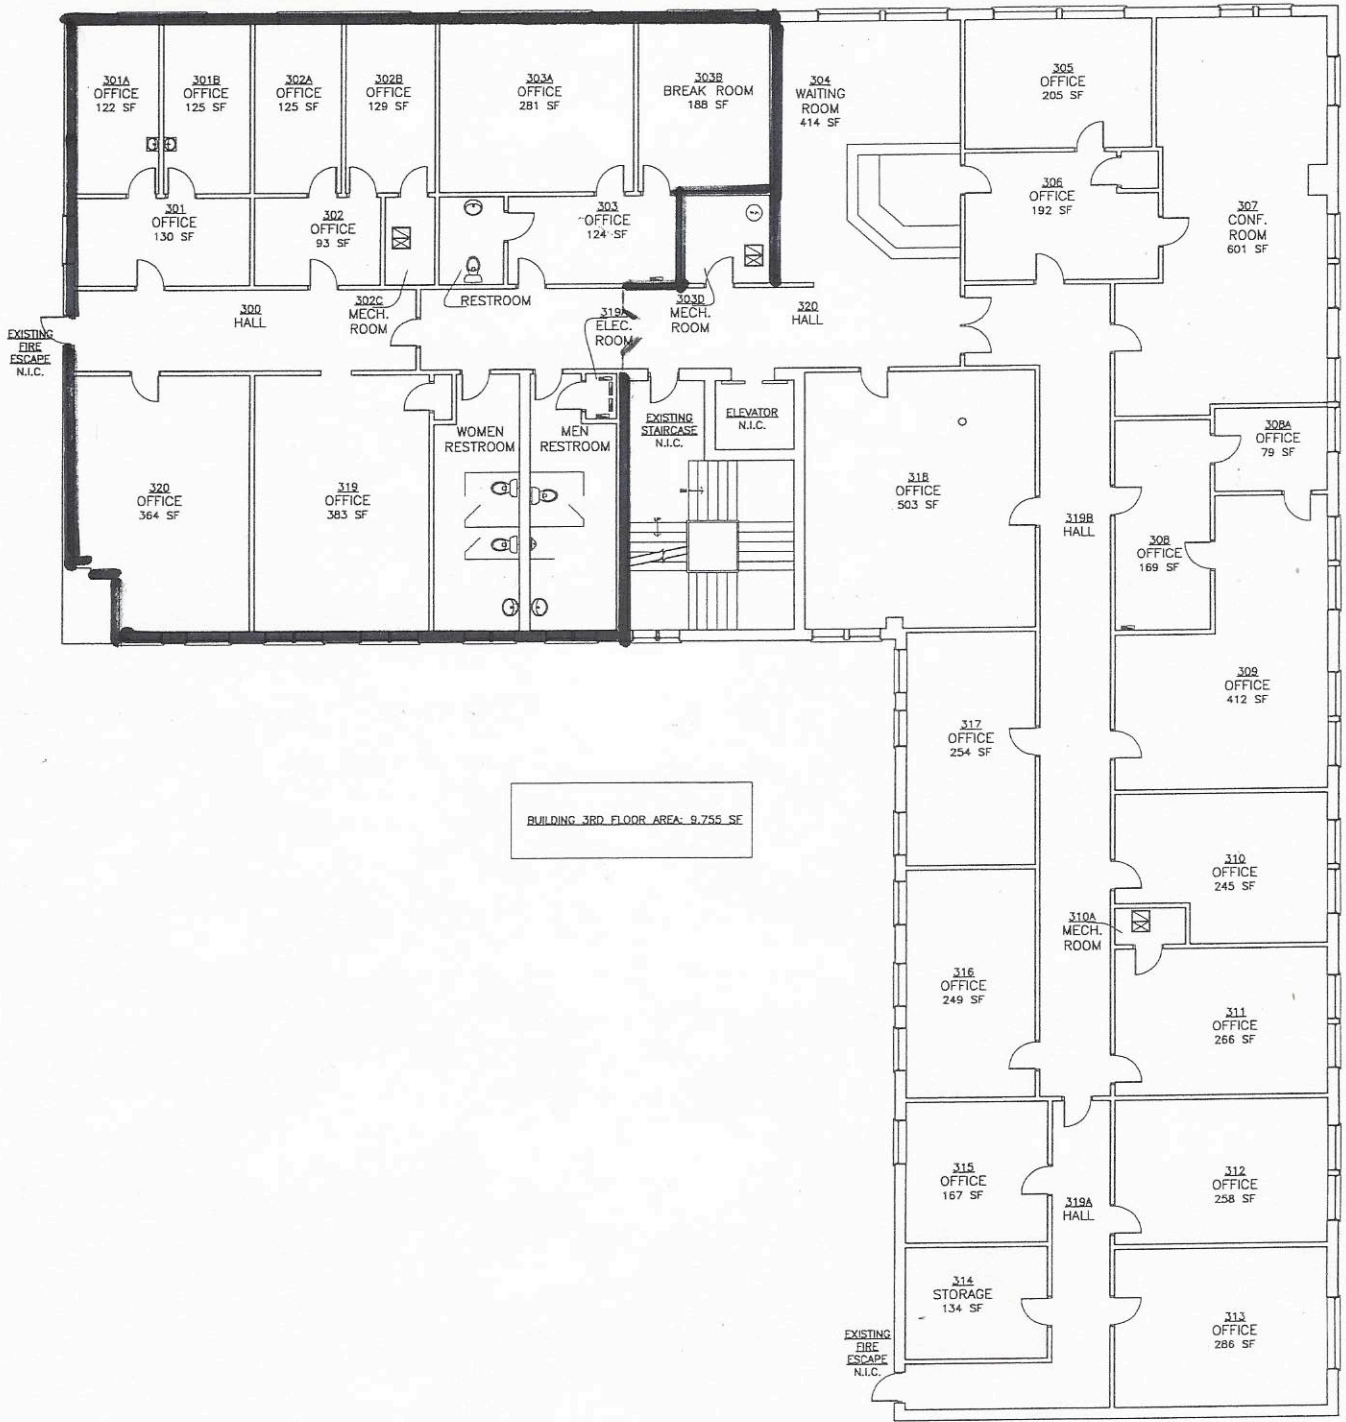 301A
OFFICE
122 SF
301B
OFFICE
125 SF
302A
OFFICE
125 SF
302B
OFFICE
129 SF
303A
OFFICE
281 SF
303B
BREAK ROOM
188 SF
304
WAITING
ROOM
414 SF
305
OFFICE
205 SF
306
OFFICE
192 SF
307
CONF.
ROOM
601 SF
301
OFFICE
130 SF
302
OFFICE
93 SF
303
OFFICE
124 SF
300
HALL
302C
MECH.
ROOM
RESTROOM
319A
ELEC.
ROOM
303D
MECH.
ROOM
320
HALL
EXISTING
FIRE
ESCAPE
N.I.C.
320
OFFICE
364 SF
319
OFFICE
383 SF
WOMEN
RESTROOM
MEN
RESTROOM
EXISTING
STAIRCASE
N.I.C.
ELEVATOR
N.I.C.
318
OFFICE
503 SF
319B
HALL
308A
OFFICE
79 SF
308
OFFICE
169 SF
309
OFFICE
412 SF
317
OFFICE
254 SF
BUILDING 3RD FLOOR AREA: 9,755 SF
310
OFFICE
245 SF
310A
MECH.
ROOM
316
OFFICE
249 SF
311
OFFICE
266 SF
315
OFFICE
167 SF
319A
HALL
312
OFFICE
258 SF
314
STORAGE
134 SF
313
OFFICE
286 SF
EXISTING
FIRE
ESCAPE
N.I.C.